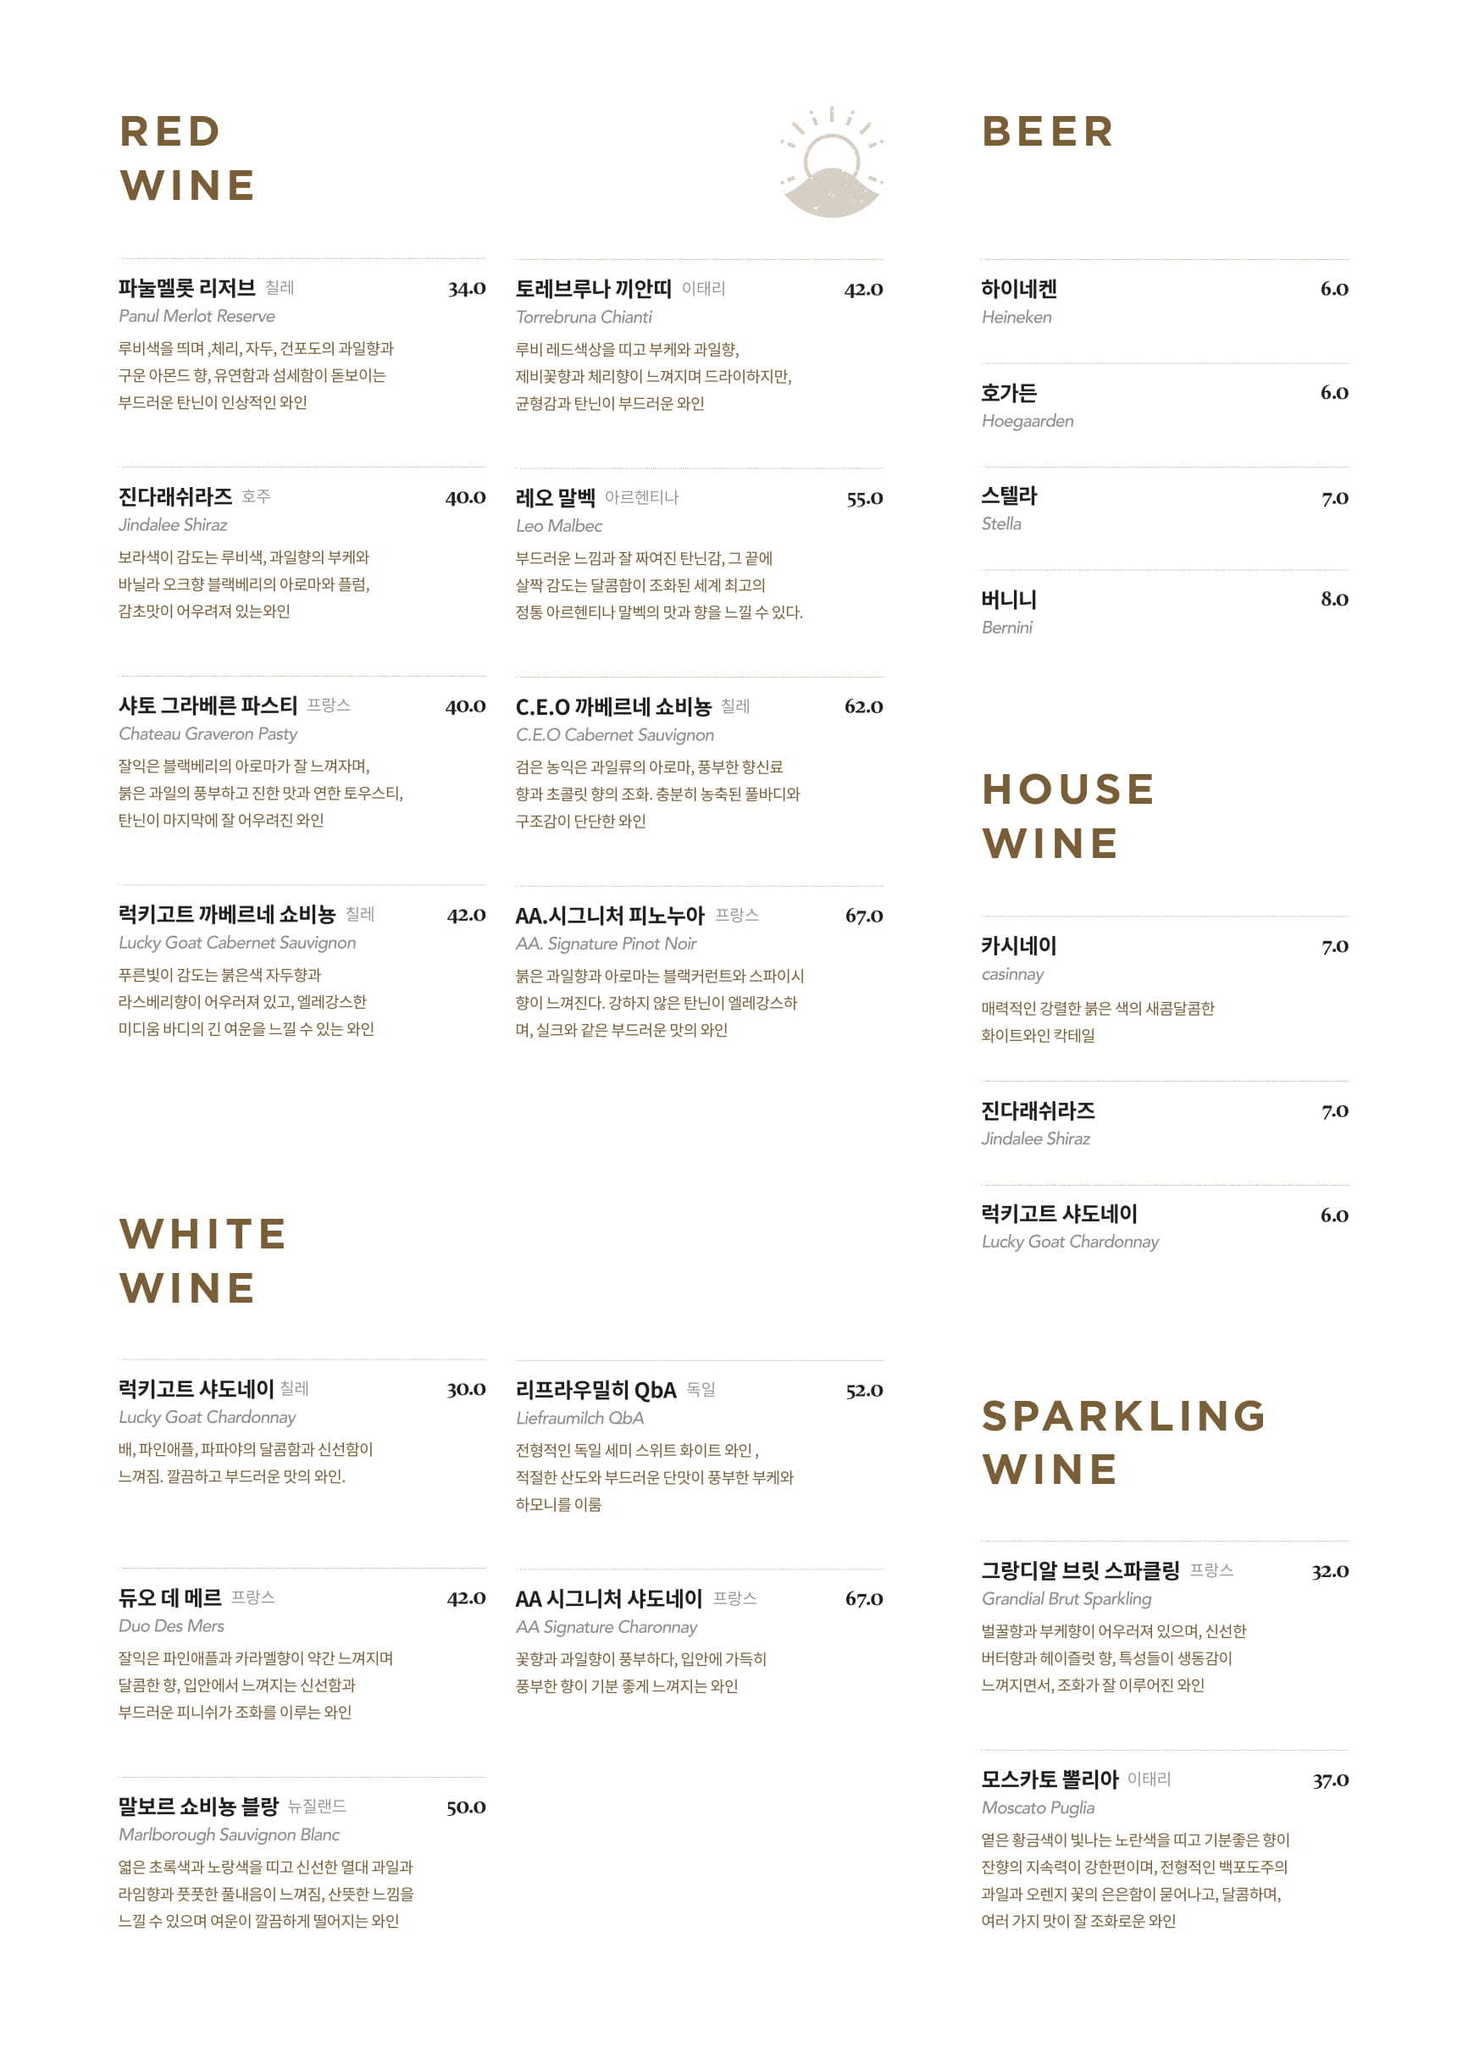 RED
WINE
파눌멜롯 리저브 칠레 34.0
Panul Merlot Reserve
루비색을 띄며 ,체리, 자두, 건포도의 과일향과
구운 아몬드 향, 유연함과 섬세함이 돋보이는
부드러운 탄닌이 인상적인 와인
진다래쉬라즈 호주 40.0
Jindalee Shiraz
보라색이 감도는 루비색, 과일향의 부케와
바닐라 오크향 블랙베리의 아로마와 플럼,
감초맛이 어우려져 있는와인
샤토 그라베른 파스티 프랑스 40.0
Chateau Graveron Pasty
잘익은 블랙베리의 아로마가 잘 느껴자며,
붉은 과일의 풍부하고 진한 맛과 연한 토우스티,
탄닌이 마지막에 잘 어우려진 와인
럭키고트 까베르네 쇼비뇽 칠레 42.0
Lucky Goat Cabernet Sauvignon
푸른빛이 감도는 붉은색 자두향과
라스베리향이 어우러져 있고, 엘레강스한
미디움 바디의 긴 여운을 느낄 수 있는 와인
토레브루나 끼안띠 이태리 42.0
Torrebruna Chianti
루비 레드색상을 띠고 부케와 과일향,
제비꽃향과 체리향이 느껴지며 드라이하지만,
균형감과 탄닌이 부드러운 와인
레오 말벡 아르헨티나 55.0
Leo Malbec
부드러운 느낌과 잘 짜여진 탄닌감, 그 끝에
살짝 감도는 달콤함이 조화된 세계 최고의
정통 아르헨티나 말벡의 맛과 향을 느낄 수 있다.
C.E.O 까베르네 쇼비뇽 칠레 62.0
C.E.O Cabernet Sauvignon
검은 농익은 과일류의 아로마, 풍부한 향신료
향과 초콜릿 향의 조화. 충분히 농축된 풀바디와
구조감이 단단한 와인
AA.시그니처 피노누아 프랑스 67.0
AA. Signature Pinot Noir
붉은 과일향과 아로마는 블랙커런트와 스파이시
향이 느껴진다. 강하지 않은 탄닌이 엘레강스하
며, 실크와 같은 부드러운 맛의 와인
WHITE
WINE
럭키고트 샤도네이 칠레 30.0
Lucky Goat Chardonnay
배, 파인애플, 파파야의 달콤함과 신선함이
느껴짐. 깔끔하고 부드러운 맛의 와인.
듀오 데 메르 프랑스 42.0
Duo Des Mers
잘익은 파인애플과 카라멜향이 약간 느껴지며
달콤한 향, 입안에서 느껴지는 신선함과
부드러운 피니쉬가 조화를 이루는 와인
말보르 쇼비뇽 블랑 뉴질랜드 50.0
Marlborough Sauvignon Blanc
엷은 초록색과 노랑색을 띠고 신선한 열대 과일과
라임향과 풋풋한 풀내음이 느껴짐, 산뜻한 느낌을
느낄 수 있으며 여운이 깔끔하게 떨어지는 와인
리프라우밀히 QbA 독일 52.0
Liefraumilch QbA
전형적인 독일 세미 스위트 화이트 와인 ,
적절한 산도와 부드러운 단맛이 풍부한 부케와
하모니를 이룸
AA 시그니처 샤도네이 프랑스 67.0
AA Signature Charonnay
꽃향과 과일향이 풍부하다, 입안에 가득히
풍부한 향이 기분 좋게 느껴지는 와인
BEER
하이네켄 6.0
Heineken
호가든 6.0
Hoegaarden
스텔라 7.0
Stella
버니니 8.0
Bernini
HOUSE
WINE
카시네이 7.0
casinnay
매력적인 강렬한 붉은 색의 새콤달콤한
화이트와인 칵테일
진다래쉬라즈 7.0
Jindalee Shiraz
럭키고트 샤도네이 6.0
Lucky Goat Chardonnay
SPARKLING
WINE
그랑디알 브릿 스파클링 프랑스 32.0
Grandial Brut Sparkling
벌꿀향과 부케향이 어우러져 있으며, 신선한
버터향과 헤이즐럿 향, 특성들이 생동감이
느껴지면서, 조화가 잘 이루어진 와인
모스카토 뽈리아 이태리 37.0
Moscato Puglia
옅은 황금색이 빛나는 노란색을 띠고 기분좋은 향이
잔향의 지속력이 강한편이며, 전형적인 백포도주의
과일과 오렌지 꽃의 은은함이 묻어나고, 달콤하며,
여러 가지 맛이 잘 조화로운 와인